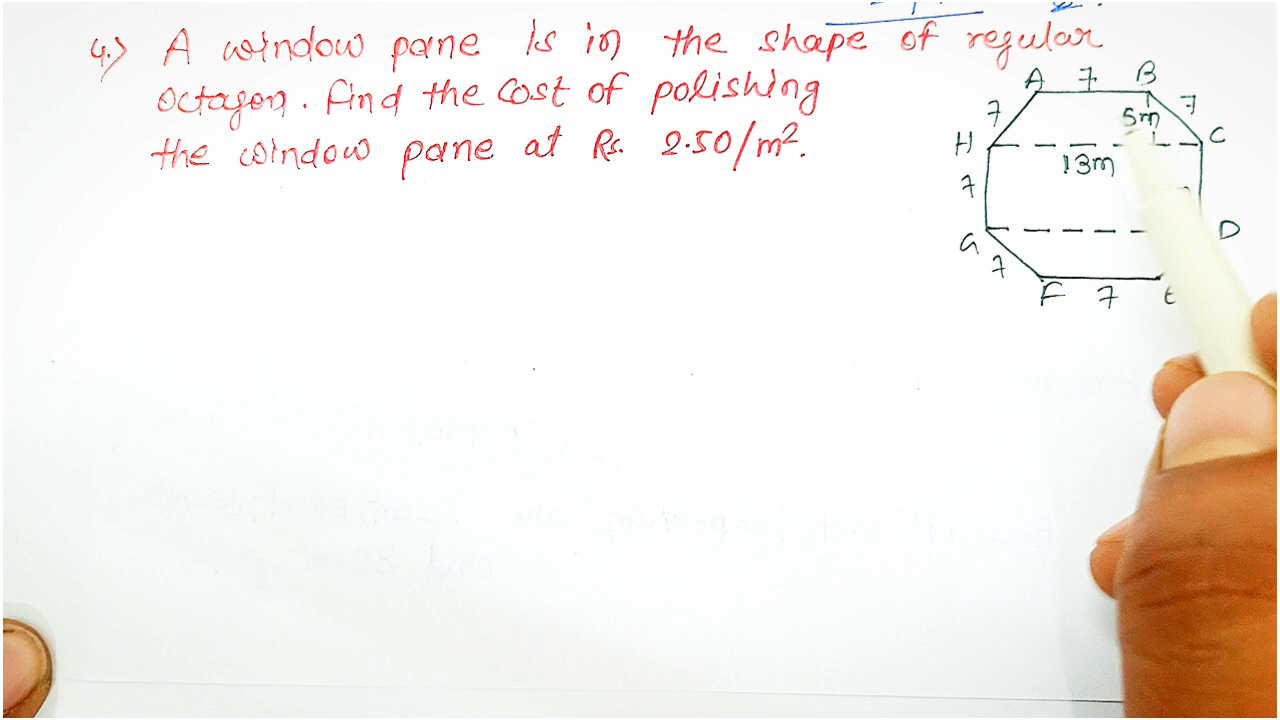 4.) A window pane is in the shape of regular
octagon. Find the cost of polishing
the window pane at Rs. 2.50/m².
A 7 B
7 5m 7
H C
13m
7
G D
7
F 7 E